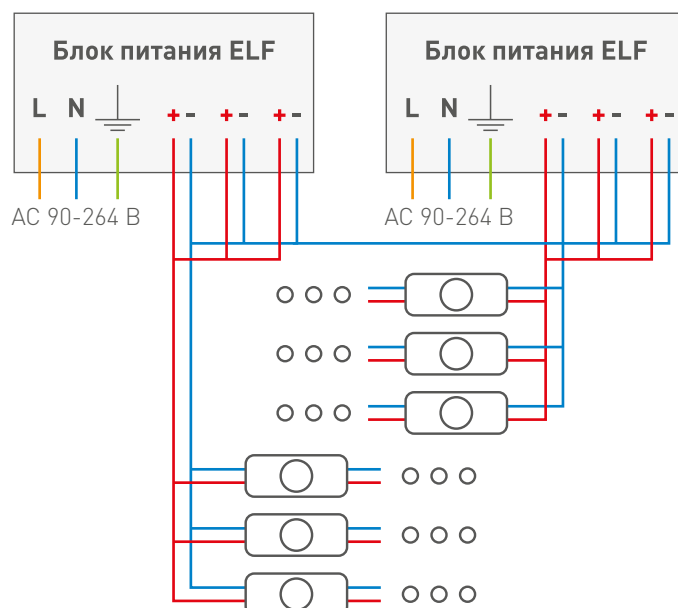 Блок питания ELF
L N + - + - + -
AC 90-264 В
Блок питания ELF
L N + - + - + -
AC 90-264 В